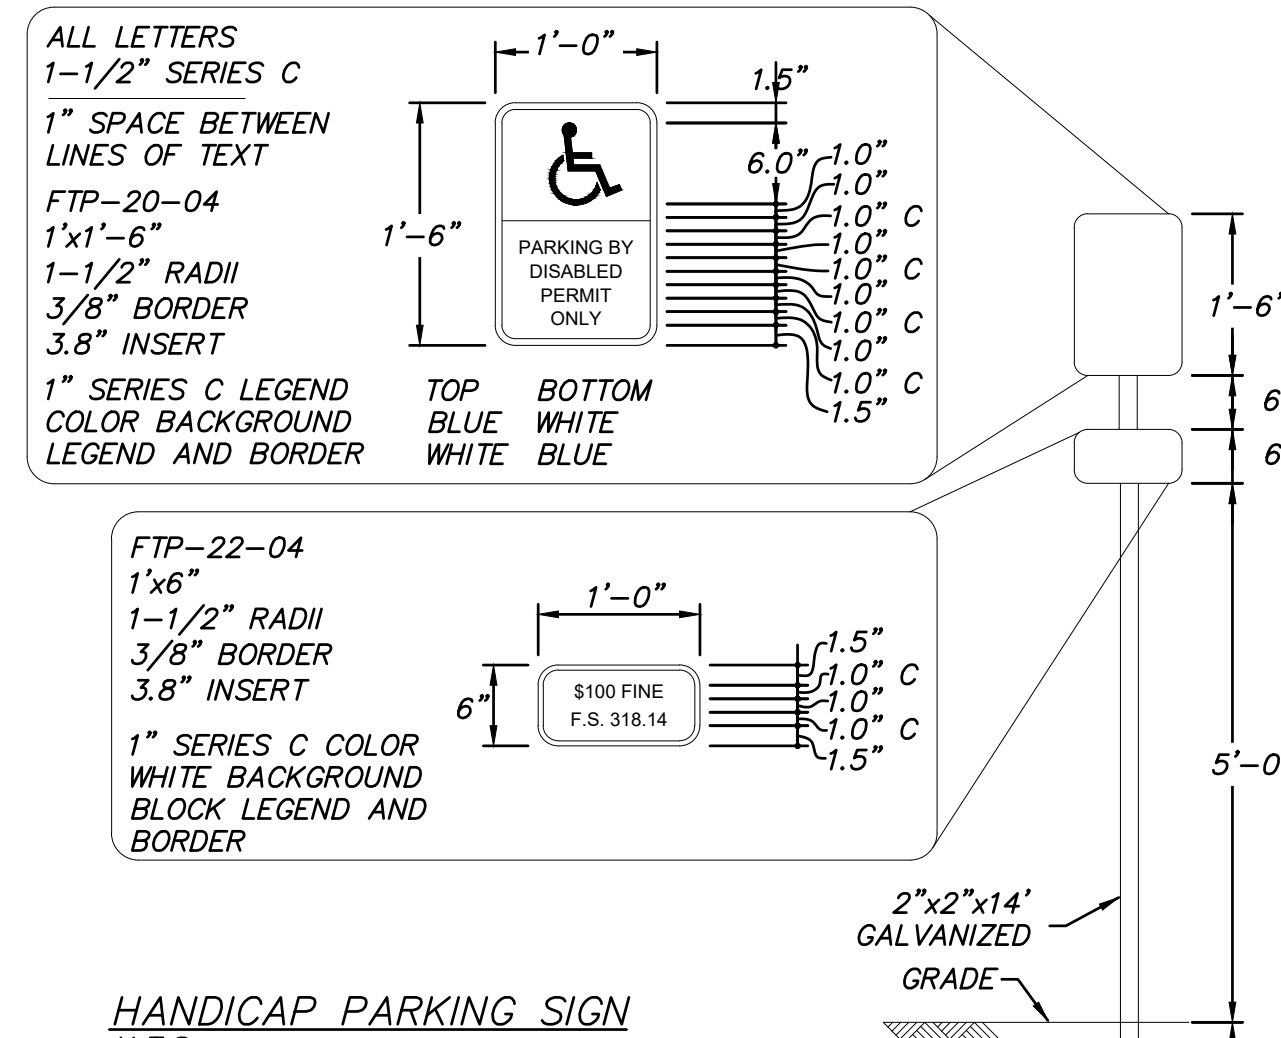 ALL LETTERS
1-1/2" SERIES C
1" SPACE BETWEEN
LINES OF TEXT
FTP-20-04
1'x1'-6"
1-1/2" RADII
3/8" BORDER
3.8" INSERT
1" SERIES C LEGEND
COLOR BACKGROUND
LEGEND AND BORDER
TOP BOTTOM
BLUE WHITE
WHITE BLUE
1'-0"
1'-6"
PARKING BY
DISABLED
PERMIT
ONLY
1.5"
6.0"
1.0"
1.0"
1.0" C
1.0"
1.0" C
1.0"
1.0" C
1.0"
1.0" C
1.5"
FTP-22-04
1'x6"
1-1/2" RADII
3/8" BORDER
3.8" INSERT
1" SERIES C COLOR
WHITE BACKGROUND
BLOCK LEGEND AND
BORDER
1'-0"
6"
$100 FINE
F.S. 318.14
1.5"
1.0" C
1.0"
1.0" C
1.5"
1'-6"
6
6
5'-0
2"x2"x14'
GALVANIZED
GRADE
HANDICAP PARKING SIGN